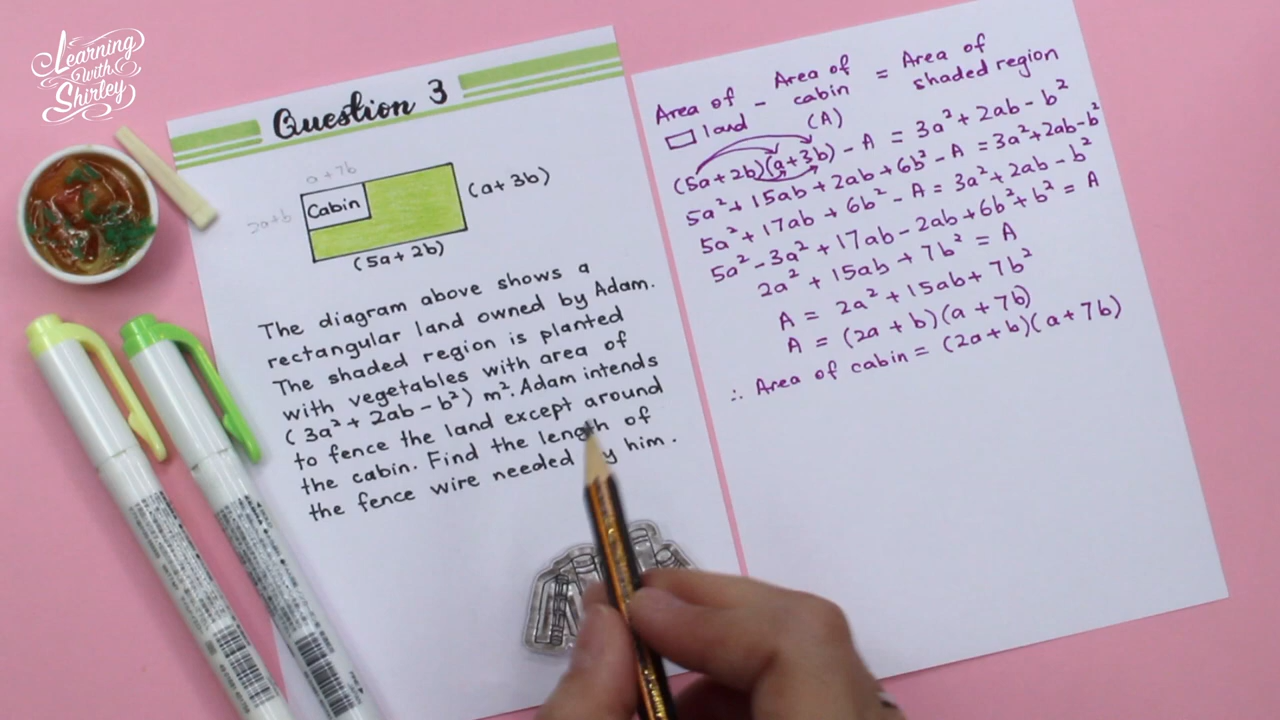 Learning
With
Shirley
Question 3
a+7b
2a+b
Cabin
(a+3b)
(5a+2b)
The diagram above shows a
rectangular land owned by Adam.
The shaded region is planted
with vegetables with area of
(3a²+2ab-b²) m². Adam intends
to fence the land except around
the cabin. Find the length of
the fence wire needed by him.
Area of ▭ land - Area of cabin (A) = Area of shaded region
(5a+2b)(a+3b) - A = 3a²+2ab-b²
5a²+15ab+2ab+6b²-A = 3a²+2ab-b²
5a²+17ab+6b²-A = 3a²+2ab-b²
5a²-3a²+17ab-2ab+6b²+b² = A
2a²+15ab+7b² = A
A = 2a²+15ab+7b²
A = (2a+b)(a+7b)
∴ Area of cabin = (2a+b)(a+7b)